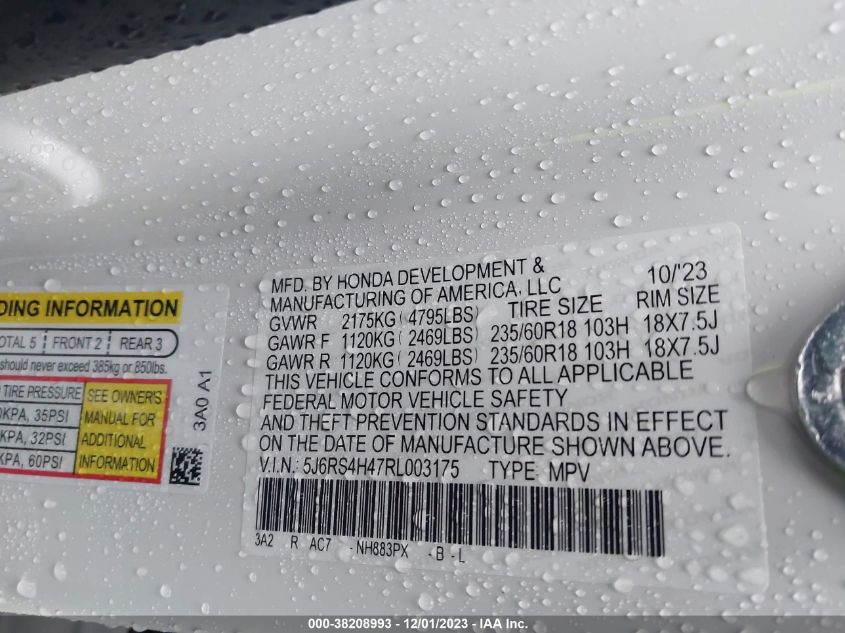 DING INFORMATION
OTAL 5 FRONT 2 REAR 3
should never exceed 385kg or 850lbs.
TIRE PRESSURE
KPA, 35PSI
KPA, 32PSI
KPA, 60PSI
SEE OWNER'S
MANUAL FOR
ADDITIONAL
INFORMATION
3A0 A1
MFD. BY HONDA DEVELOPMENT & 10/'23
MANUFACTURING OF AMERICA, LLC
TIRE SIZE RIM SIZE
GVWR 2175KG ( 4795LBS)
GAWR F 1120KG ( 2469LBS) 235/60R18 103H 18X7.5J
GAWR R 1120KG ( 2469LBS) 235/60R18 103H 18X7.5J
THIS VEHICLE CONFORMS TO ALL APPLICABLE
FEDERAL MOTOR VEHICLE SAFETY
AND THEFT PREVENTION STANDARDS IN EFFECT
ON THE DATE OF MANUFACTURE SHOWN ABOVE.
V.I.N.: 5J6RS4H47RL003175 TYPE: MPV
3A2 R AC7 - NH883PX - B - L
000-38208993 - 12/01/2023 - IAA Inc.